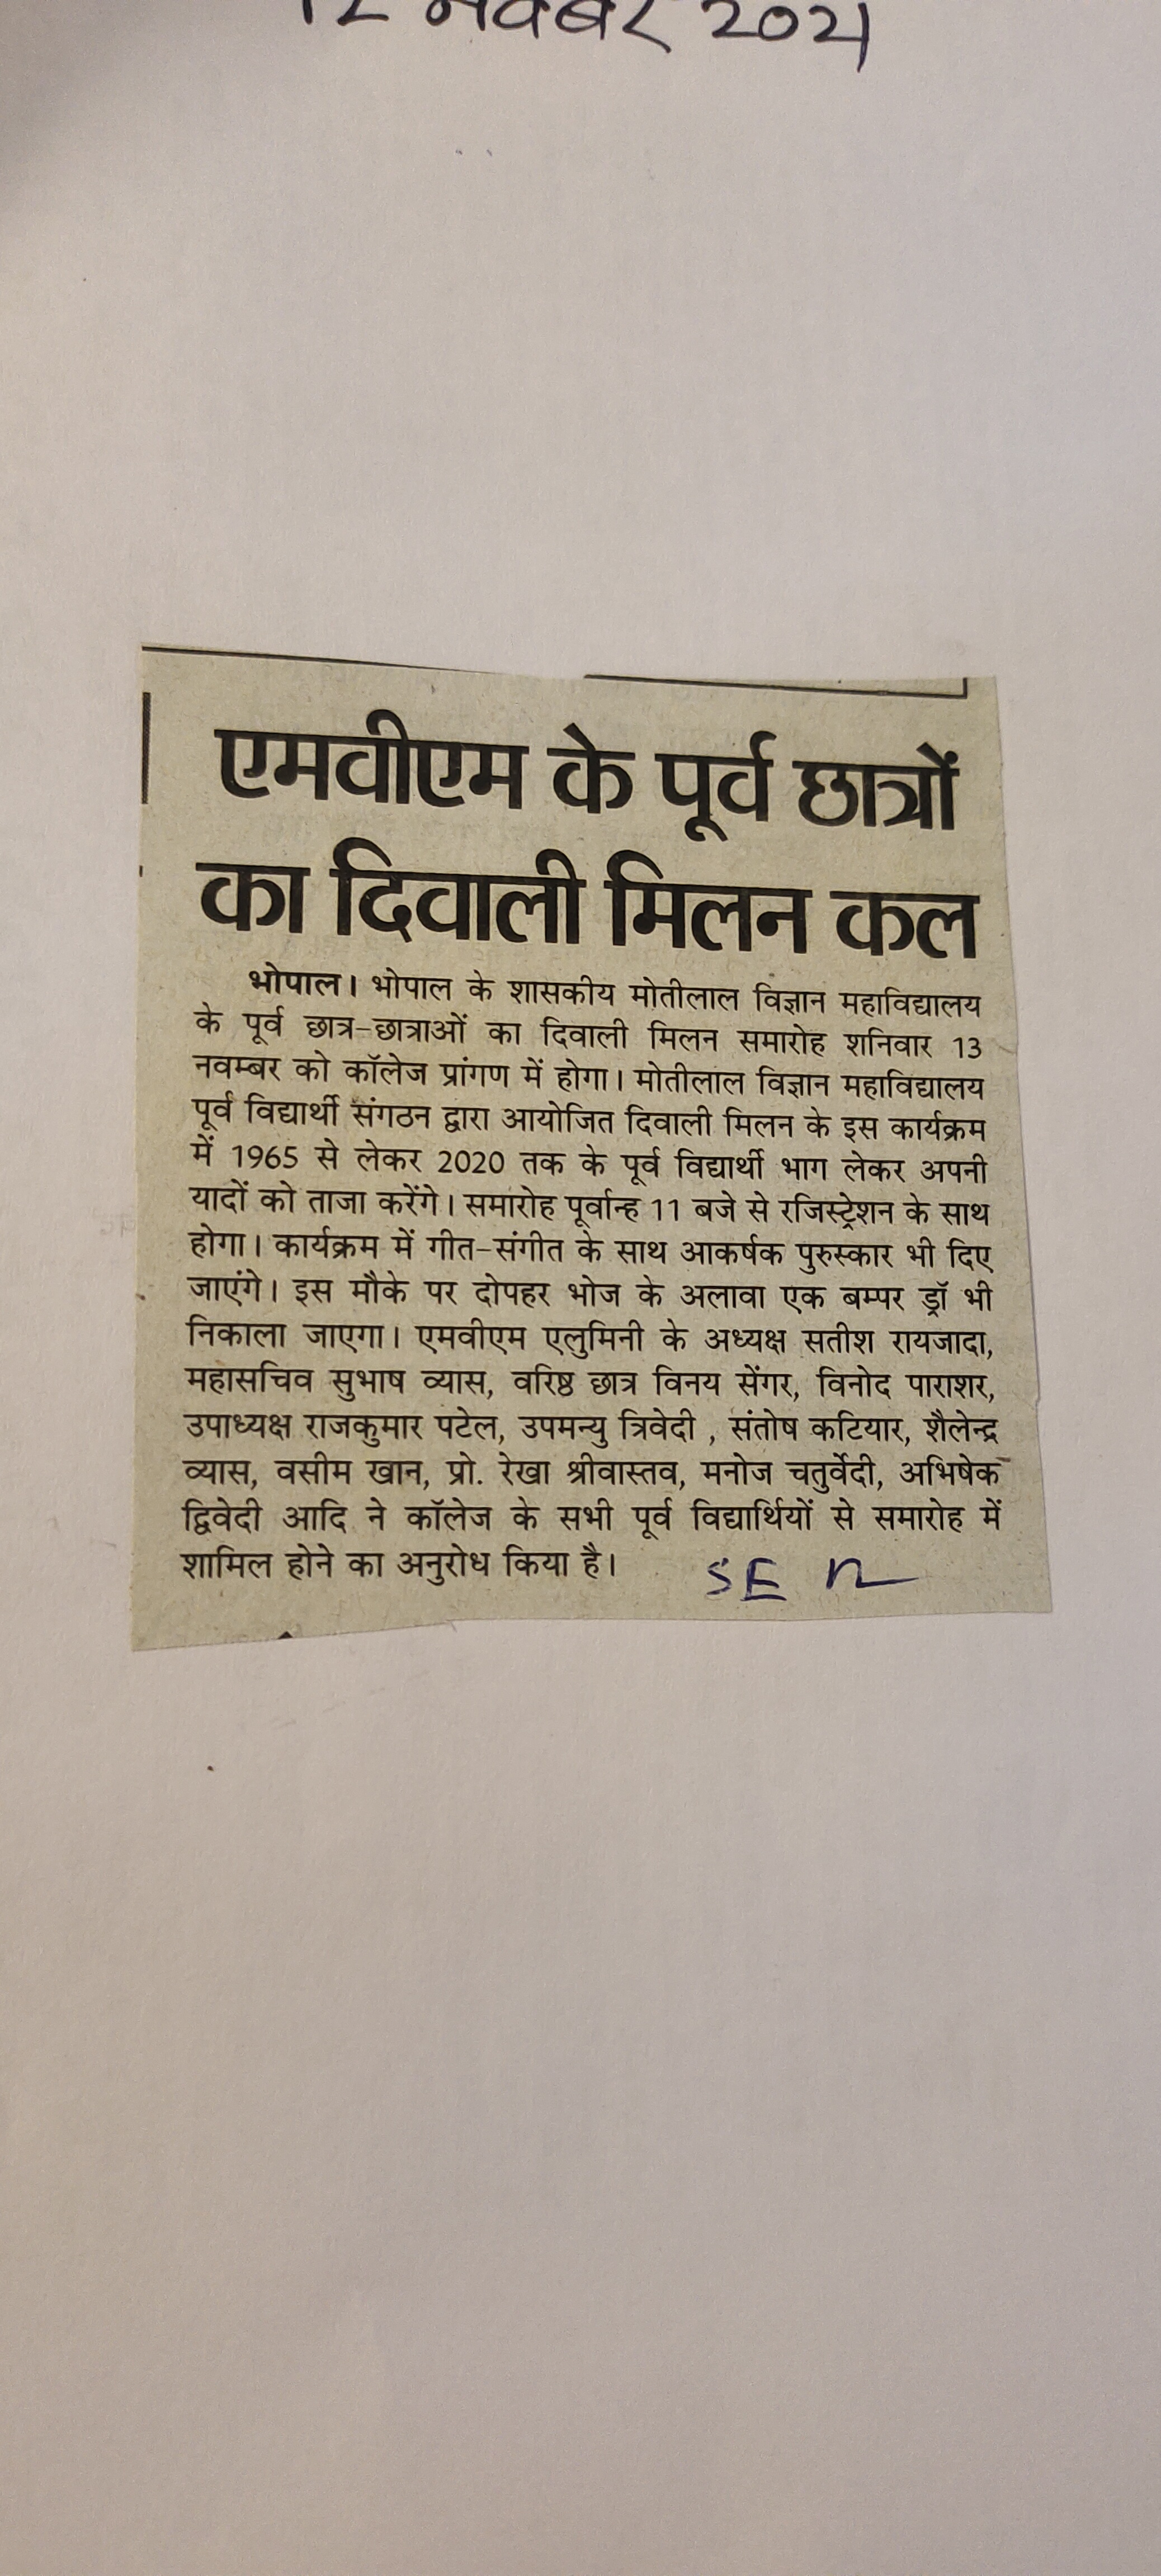 12 नवंबर 2021
एमवीएम के पूर्व छात्रों
का दिवाली मिलन कल
भोपाल। भोपाल के शासकीय मोतीलाल विज्ञान महाविद्यालय
के पूर्व छात्र-छात्राओं का दिवाली मिलन समारोह शनिवार 13
नवम्बर को कॉलेज प्रांगण में होगा। मोतीलाल विज्ञान महाविद्यालय
पूर्व विद्यार्थी संगठन द्वारा आयोजित दिवाली मिलन के इस कार्यक्रम
में 1965 से लेकर 2020 तक के पूर्व विद्यार्थी भाग लेकर अपनी
यादों को ताजा करेंगे। समारोह पूर्वान्ह 11 बजे से रजिस्ट्रेशन के साथ
होगा। कार्यक्रम में गीत-संगीत के साथ आकर्षक पुरुस्कार भी दिए
जाएंगे। इस मौके पर दोपहर भोज के अलावा एक बम्पर ड्रॉ भी
निकाला जाएगा। एमवीएम एलुमिनी के अध्यक्ष सतीश रायजादा,
महासचिव सुभाष व्यास, वरिष्ठ छात्र विनय सेंगर, विनोद पाराशर,
उपाध्यक्ष राजकुमार पटेल, उपमन्यु त्रिवेदी , संतोष कटियार, शैलेन्द्र
व्यास, वसीम खान, प्रो. रेखा श्रीवास्तव, मनोज चतुर्वेदी, अभिषेक
द्विवेदी आदि ने कॉलेज के सभी पूर्व विद्यार्थियों से समारोह में
शामिल होने का अनुरोध किया है।